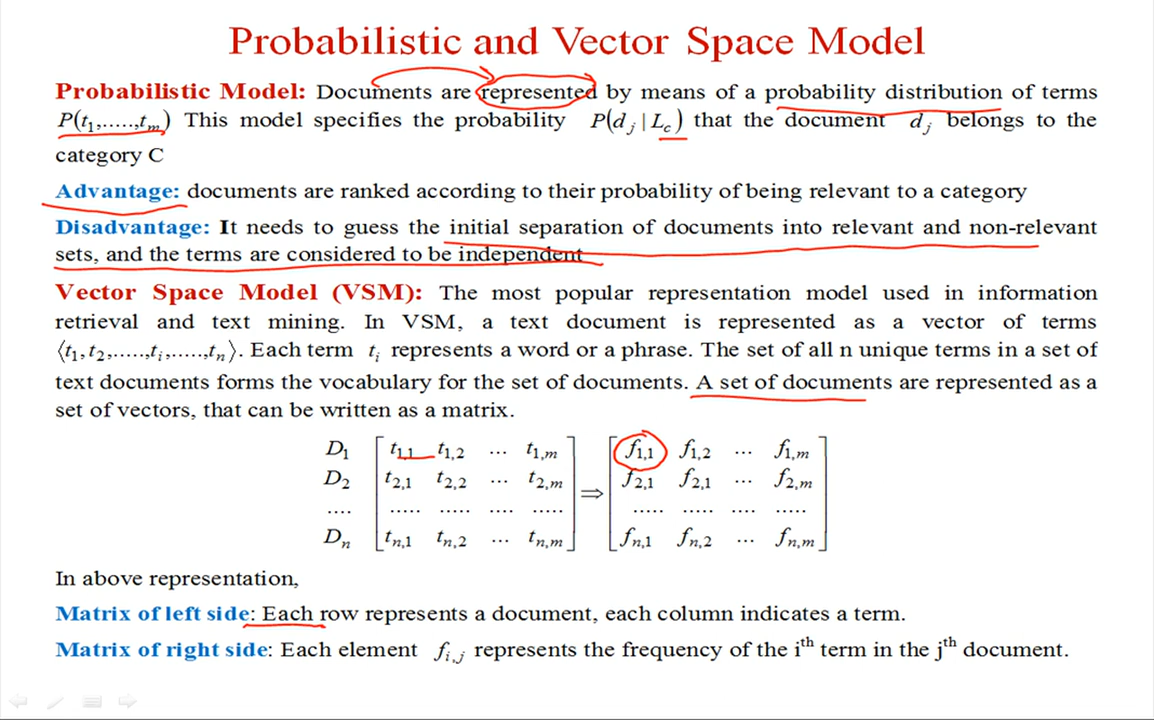 Probabilistic and Vector Space Model
Probabilistic Model: Documents are represented by means of a probability distribution of terms
P(t₁,.....,tₘ) This model specifies the probability P(dⱼ | L_c) that the document dⱼ belongs to the
category C
Advantage: documents are ranked according to their probability of being relevant to a category
Disadvantage: It needs to guess the initial separation of documents into relevant and non-relevant
sets, and the terms are considered to be independent
Vector Space Model (VSM): The most popular representation model used in information
retrieval and text mining. In VSM, a text document is represented as a vector of terms
⟨t₁,t₂,......,tᵢ,......,tₙ⟩. Each term tᵢ represents a word or a phrase. The set of all n unique terms in a set of
text documents forms the vocabulary for the set of documents. A set of documents are represented as a
set of vectors, that can be written as a matrix.
D₁ [ t₁,₁ t₁,₂ ... t₁,ₘ ] [ f₁,₁ f₁,₂ ... f₁,ₘ ]
D₂ [ t₂,₁ t₂,₂ ... t₂,ₘ ] ⇒ [ f₂,₁ f₂,₁ ... f₂,ₘ ]
.... [ ..... ..... .... ..... ] [ ..... ..... .... ..... ]
Dₙ [ tₙ,₁ tₙ,₂ ... tₙ,ₘ ] [ fₙ,₁ fₙ,₂ ... fₙ,ₘ ]
In above representation,
Matrix of left side: Each row represents a document, each column indicates a term.
Matrix of right side: Each element fᵢ,ⱼ represents the frequency of the iᵗʰ term in the jᵗʰ document.